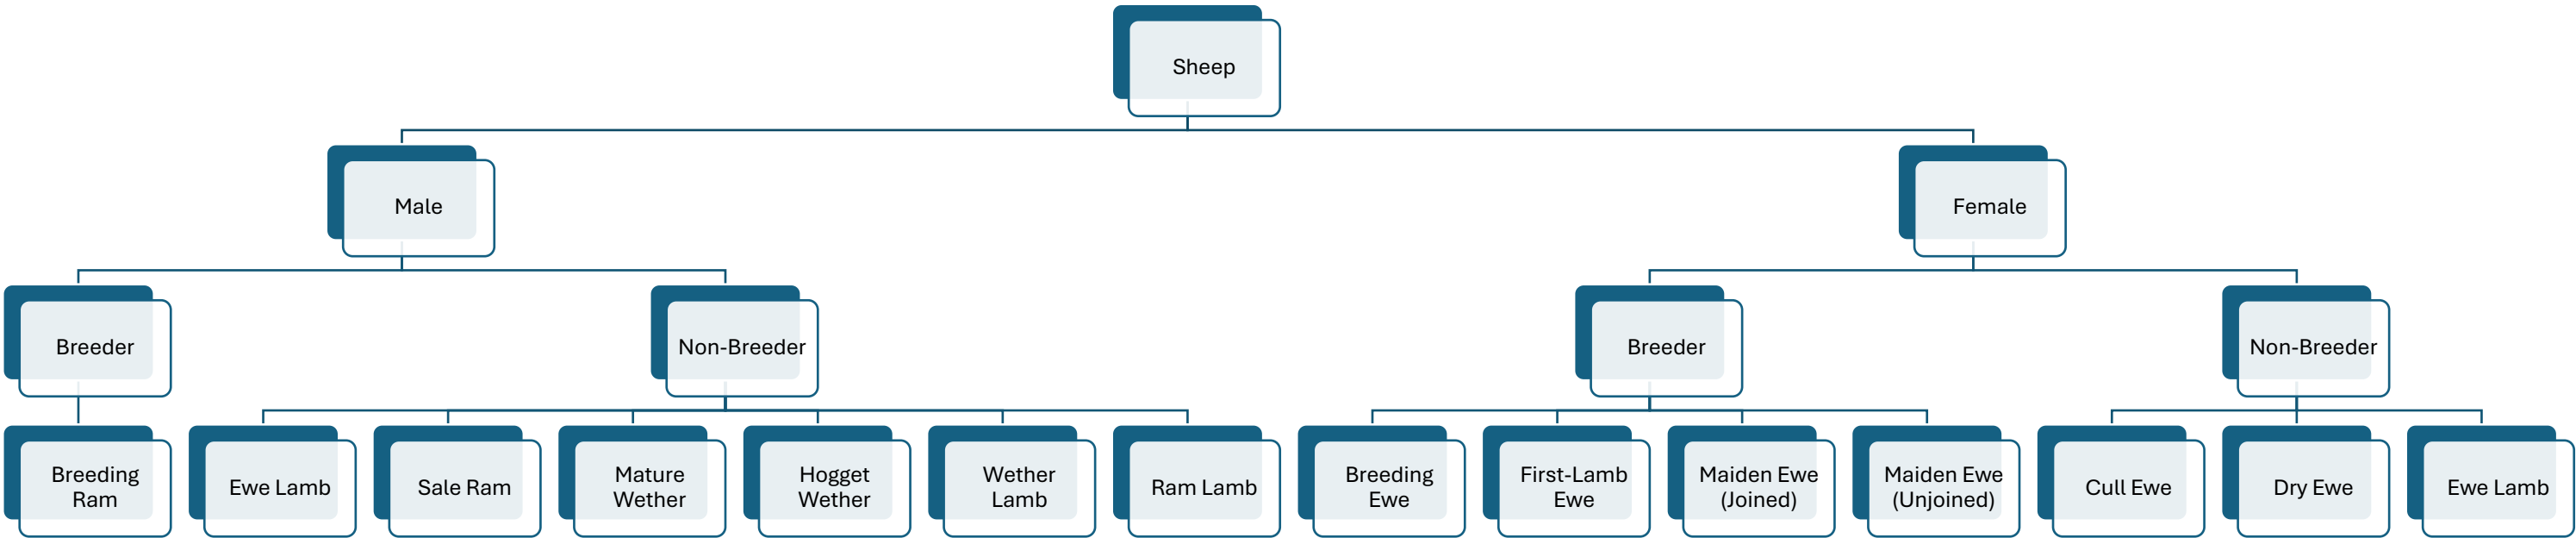 Sheep
Male
Female
Breeder
Non-Breeder
Breeder
Non-Breeder
Breeding
Ram
Ewe Lamb
Sale Ram
Mature
Wether
Hogget
Wether
Wether
Lamb
Ram Lamb
Breeding
Ewe
First-Lamb
Ewe
Maiden Ewe
(Joined)
Maiden Ewe
(Unjoined)
Cull Ewe
Dry Ewe
Ewe Lamb